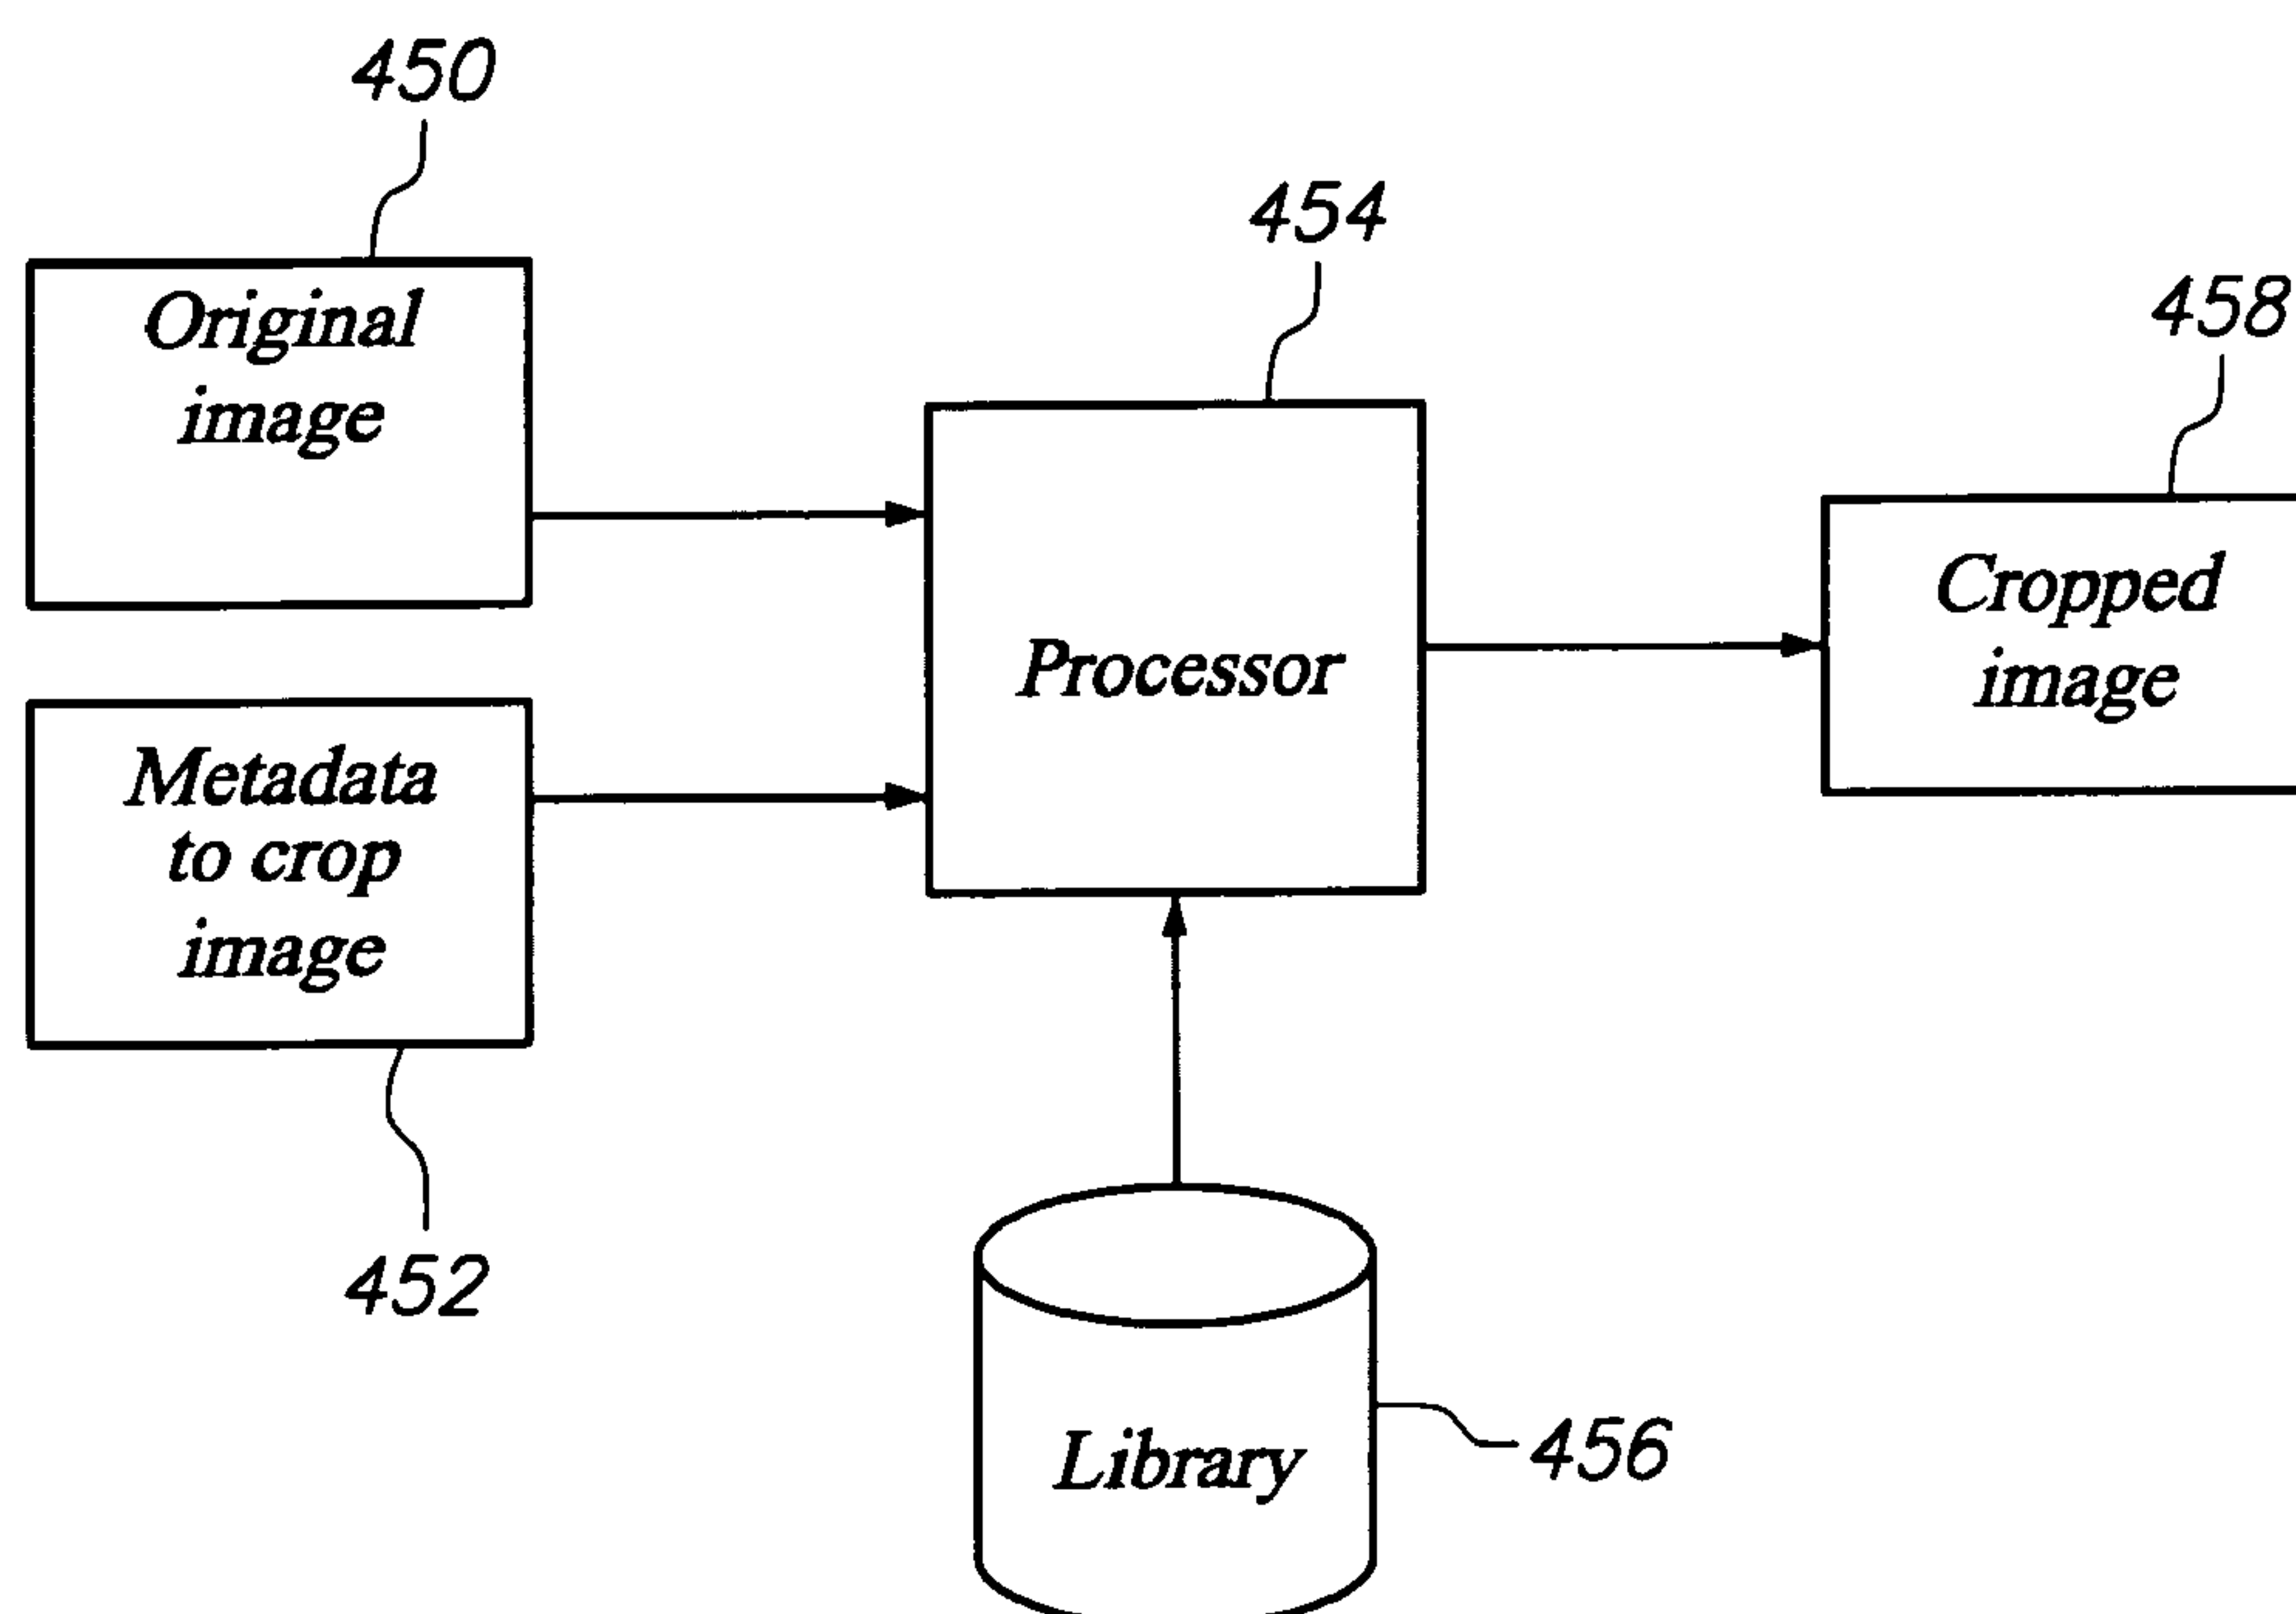 450
Original
image
454
458
Processor
Cropped
image
Metadata
to crop
image
452
Library
456